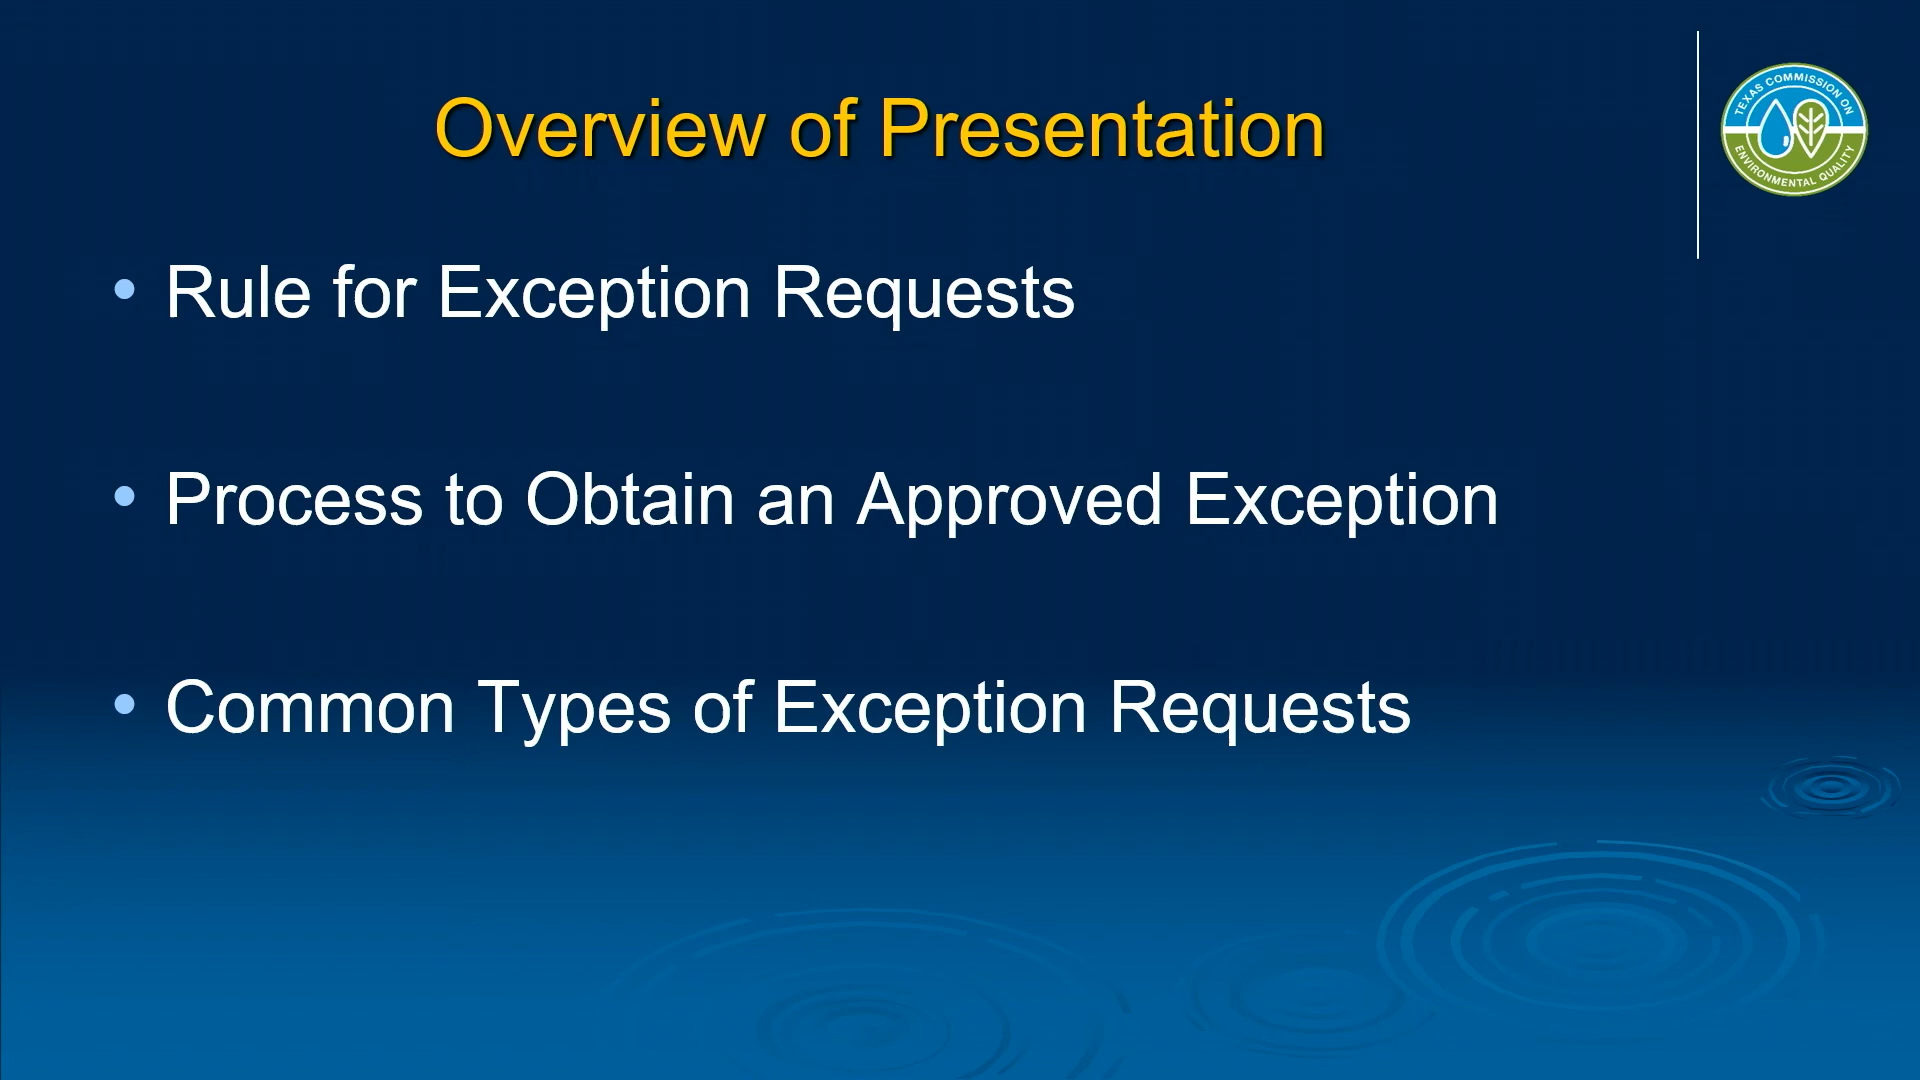 Overview of Presentation
TEXAS COMMISSION ON
ENVIRONMENTAL QUALITY
• Rule for Exception Requests
• Process to Obtain an Approved Exception
• Common Types of Exception Requests